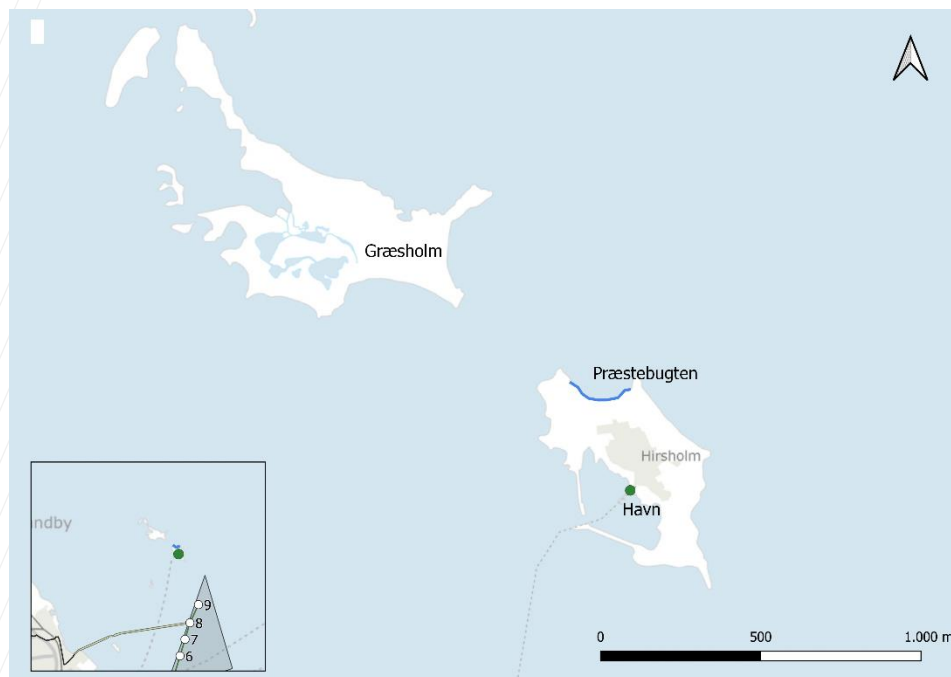 Græsholm
Præstebugten
Hirsholm
Havn
ndby
9
8
7
6
0 500 1.000 m